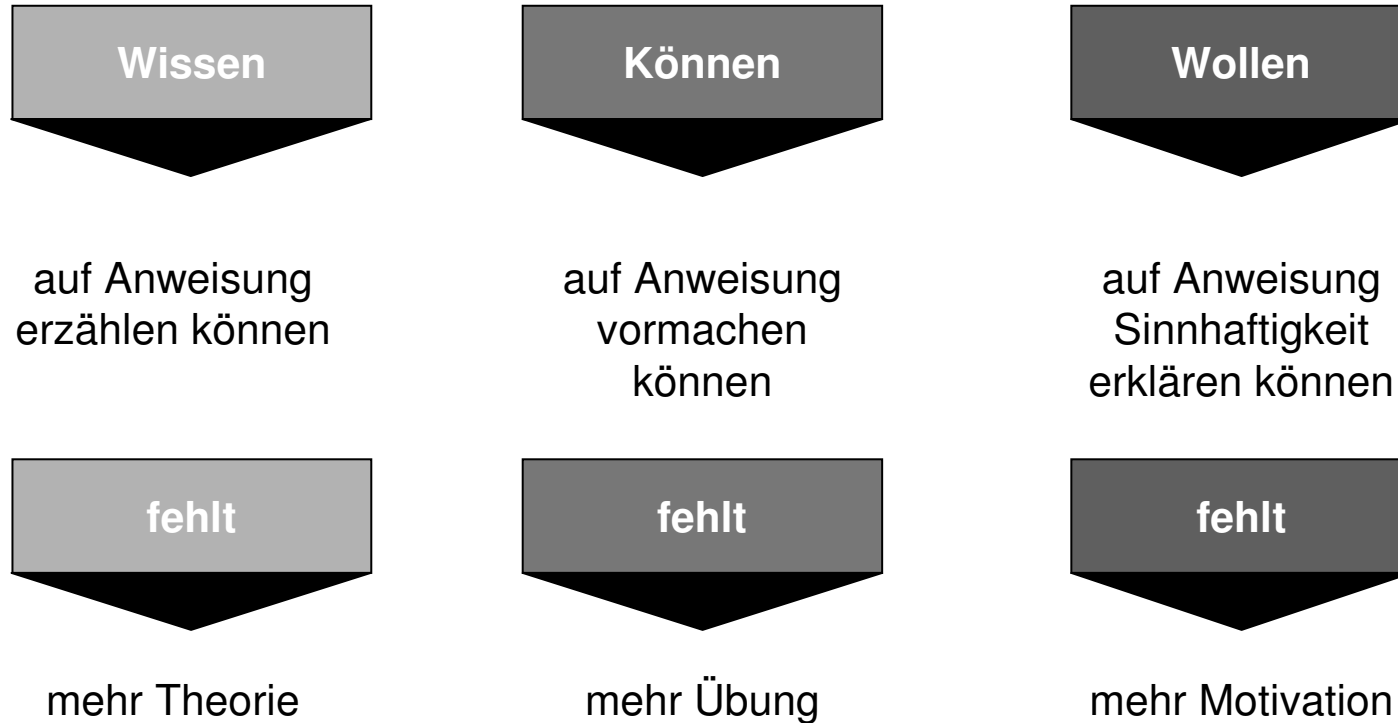 Wissen
Können
Wollen
auf Anweisung
erzählen können
auf Anweisung
vormachen
können
auf Anweisung
Sinnhaftigkeit
erklären können
fehlt
fehlt
fehlt
mehr Theorie
mehr Übung
mehr Motivation